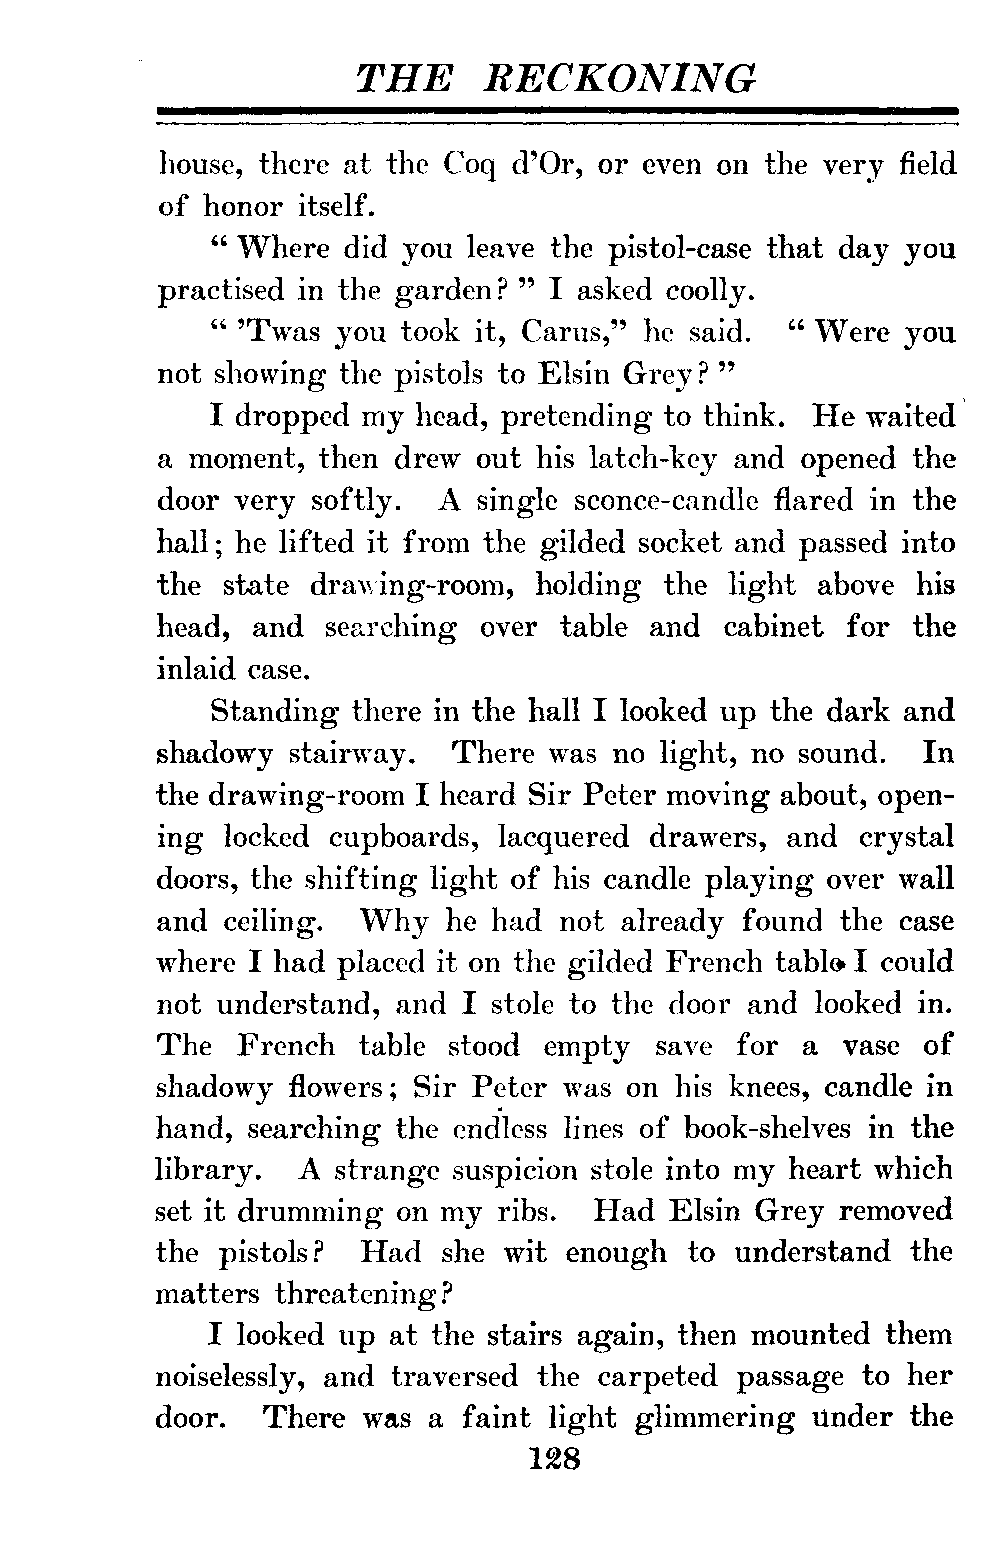 THE RECKONING
house, there at the Coq d'Or, or even on the very field
of honor itself.
“ Where did you leave the pistol-case that day you
practised in the garden? ” I asked coolly.
“ 'Twas you took it, Carus,” he said. “ Were you
not showing the pistols to Elsin Grey? ”
I dropped my head, pretending to think. He waited
a moment, then drew out his latch-key and opened the
door very softly. A single sconce-candle flared in the
hall; he lifted it from the gilded socket and passed into
the state drawing-room, holding the light above his
head, and searching over table and cabinet for the
inlaid case.
Standing there in the hall I looked up the dark and
shadowy stairway. There was no light, no sound. In
the drawing-room I heard Sir Peter moving about, open-
ing locked cupboards, lacquered drawers, and crystal
doors, the shifting light of his candle playing over wall
and ceiling. Why he had not already found the case
where I had placed it on the gilded French table I could
not understand, and I stole to the door and looked in.
The French table stood empty save for a vase of
shadowy flowers; Sir Peter was on his knees, candle in
hand, searching the endless lines of book-shelves in the
library. A strange suspicion stole into my heart which
set it drumming on my ribs. Had Elsin Grey removed
the pistols? Had she wit enough to understand the
matters threatening?
I looked up at the stairs again, then mounted them
noiselessly, and traversed the carpeted passage to her
door. There was a faint light glimmering under the
128